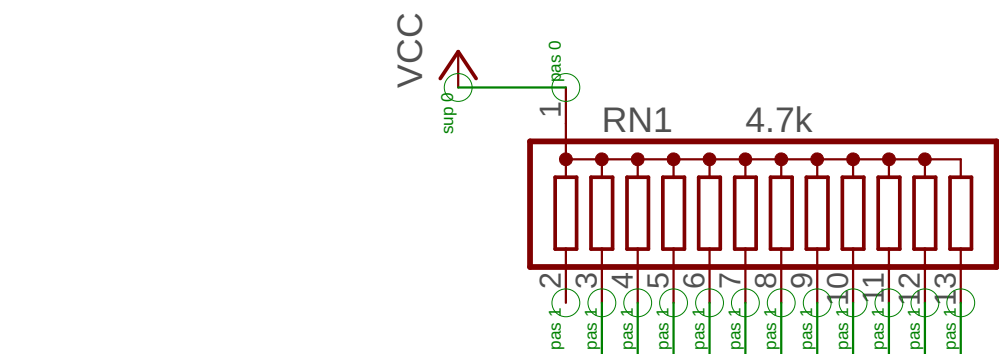 VCC
sup 0
pas 0
1
RN1 4.7k
2 3 4 5 6 7 8 9 10 11 12 13
pas 1 pas 1 pas 1 pas 1 pas 1 pas 1 pas 1 pas 1 pas 1 pas 1 pas 1 pas 1